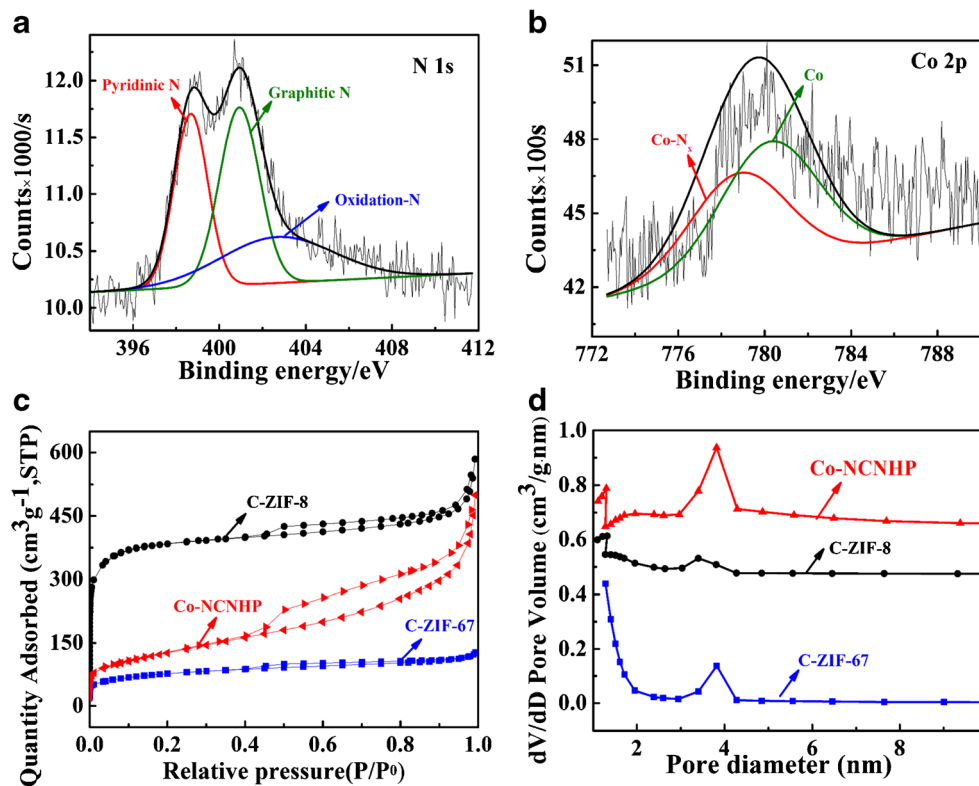 a
N 1s
Pyridinic N
Graphitic N
Oxidation-N
12.0
11.5
11.0
10.5
10.0
Counts×1000/s
396
400
404
408
412
Binding energy/eV
b
Co 2p
Co
Co-Nx
51
48
45
42
Counts×100s
772
776
780
784
788
Binding energy/eV
c
C-ZIF-8
Co-NCNHP
C-ZIF-67
600
450
300
150
0
Quantity Adsorbed (cm3g-1,STP)
0.0
0.2
0.4
0.6
0.8
1.0
Relative pressure(P/P0)
d
Co-NCNHP
C-ZIF-8
C-ZIF-67
1.0
0.8
0.6
0.4
0.2
0.0
dV/dD Pore Volume (cm3/g·nm)
2
4
6
8
Pore diameter (nm)